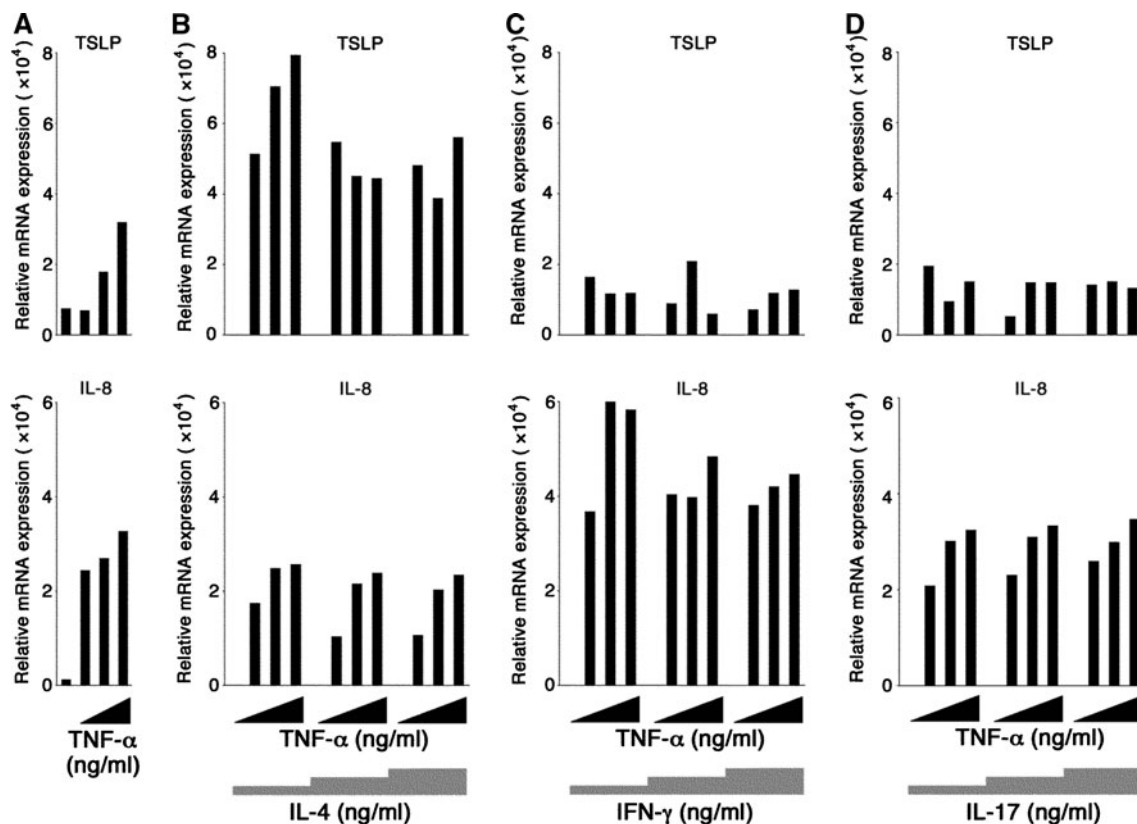 A
TSLP
Relative mRNA expression ( ×10⁴)
8
6
4
2
0
B
TSLP
Relative mRNA expression ( ×10⁴)
8
6
4
2
0
C
TSLP
Relative mRNA expression ( ×10⁴)
8
6
4
2
0
D
TSLP
Relative mRNA expression ( ×10⁴)
8
6
4
2
0
IL-8
Relative mRNA expression ( ×10⁴)
6
4
2
0
TNF-α
(ng/ml)
IL-8
Relative mRNA expression ( ×10⁴)
6
4
2
0
TNF-α (ng/ml)
IL-4 (ng/ml)
IL-8
Relative mRNA expression ( ×10⁴)
6
4
2
0
TNF-α (ng/ml)
IFN-γ (ng/ml)
IL-8
Relative mRNA expression ( ×10⁴)
6
4
2
0
TNF-α (ng/ml)
IL-17 (ng/ml)